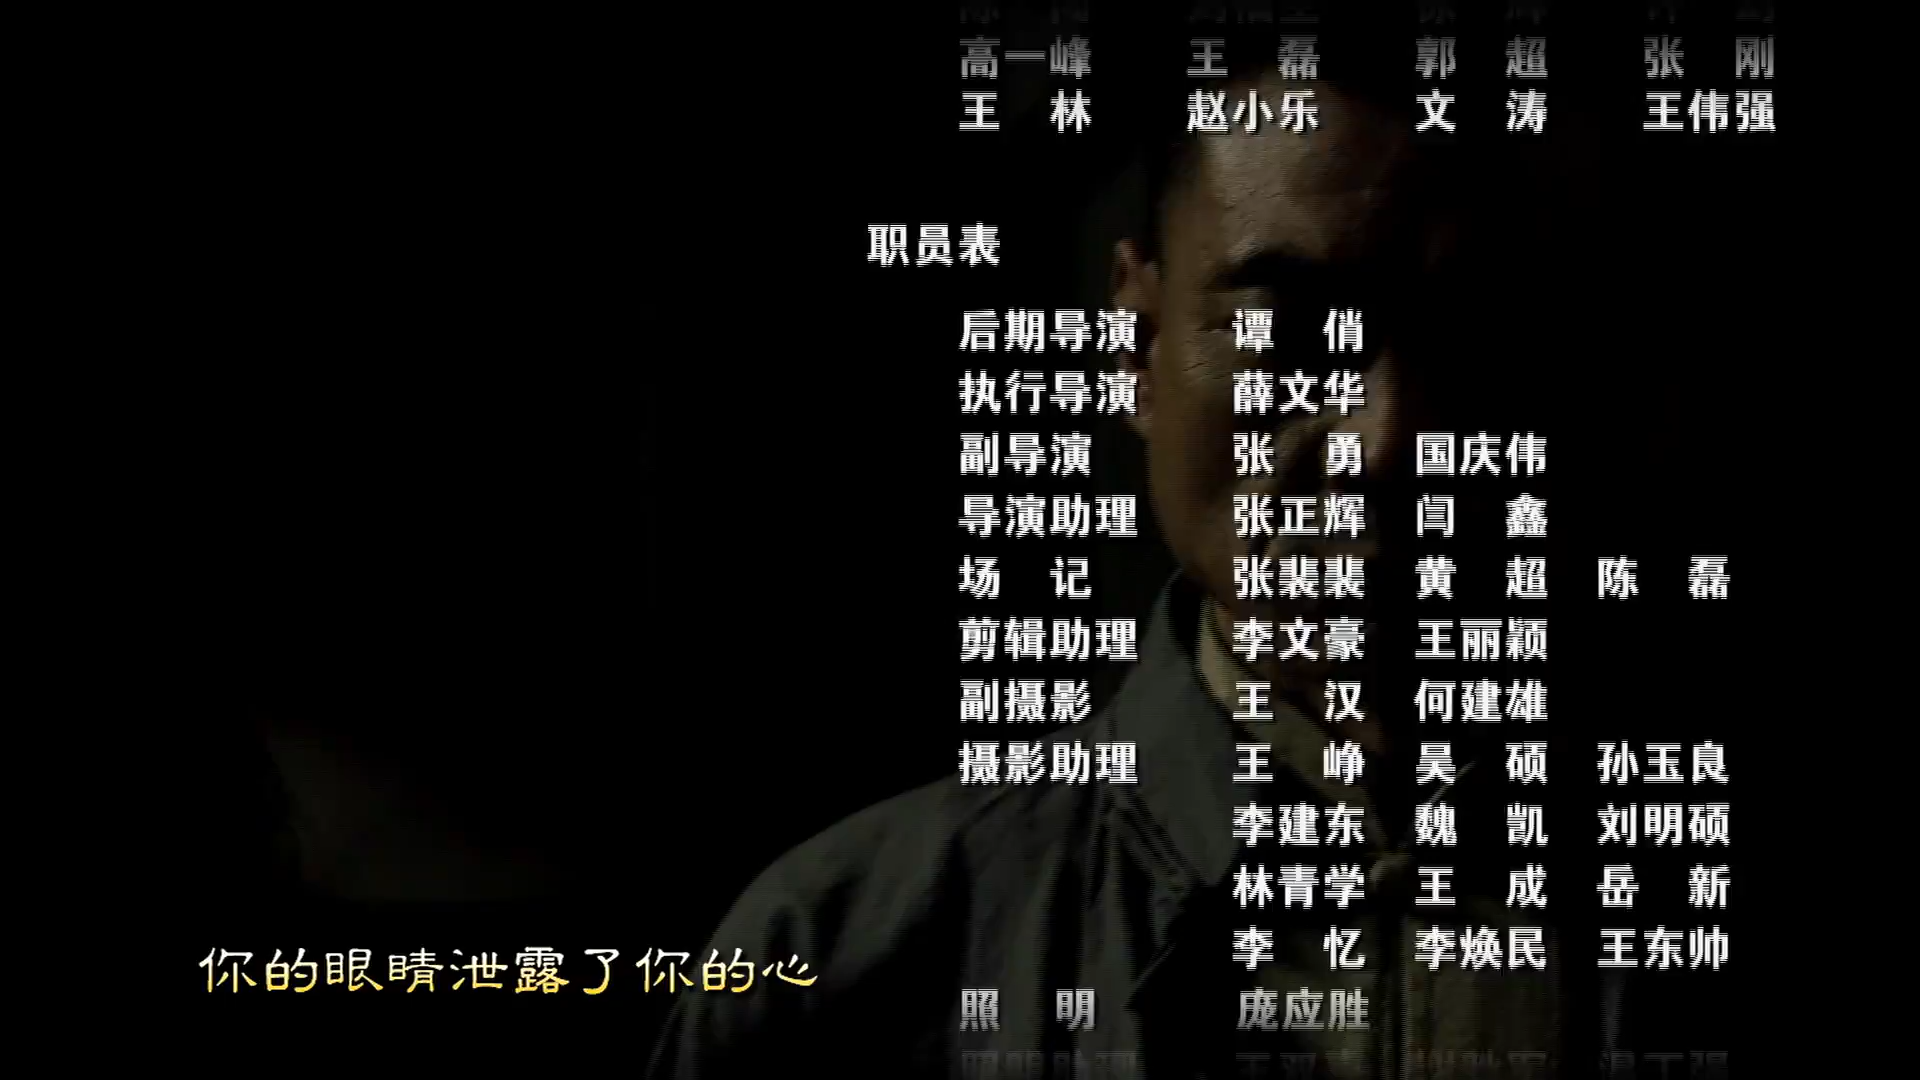 高一峰 王磊 郭超 张刚
王林 赵小乐 文涛 王伟强
职员表
后期导演 谭俏
执行导演 薛文华
副导演 张勇 国庆伟
导演助理 张正辉 闫鑫
场记 张裴裴 黄超 陈磊
剪辑助理 李文豪 王丽颖
副摄影 王汉 何建雄
摄影助理 王峥 吴硕 孙玉良
李建东 魏凯 刘明硕
林青学 王成 岳新
李忆 李焕民 王东帅
你的眼睛泄露了你的心
照明 庞应胜
照明助理